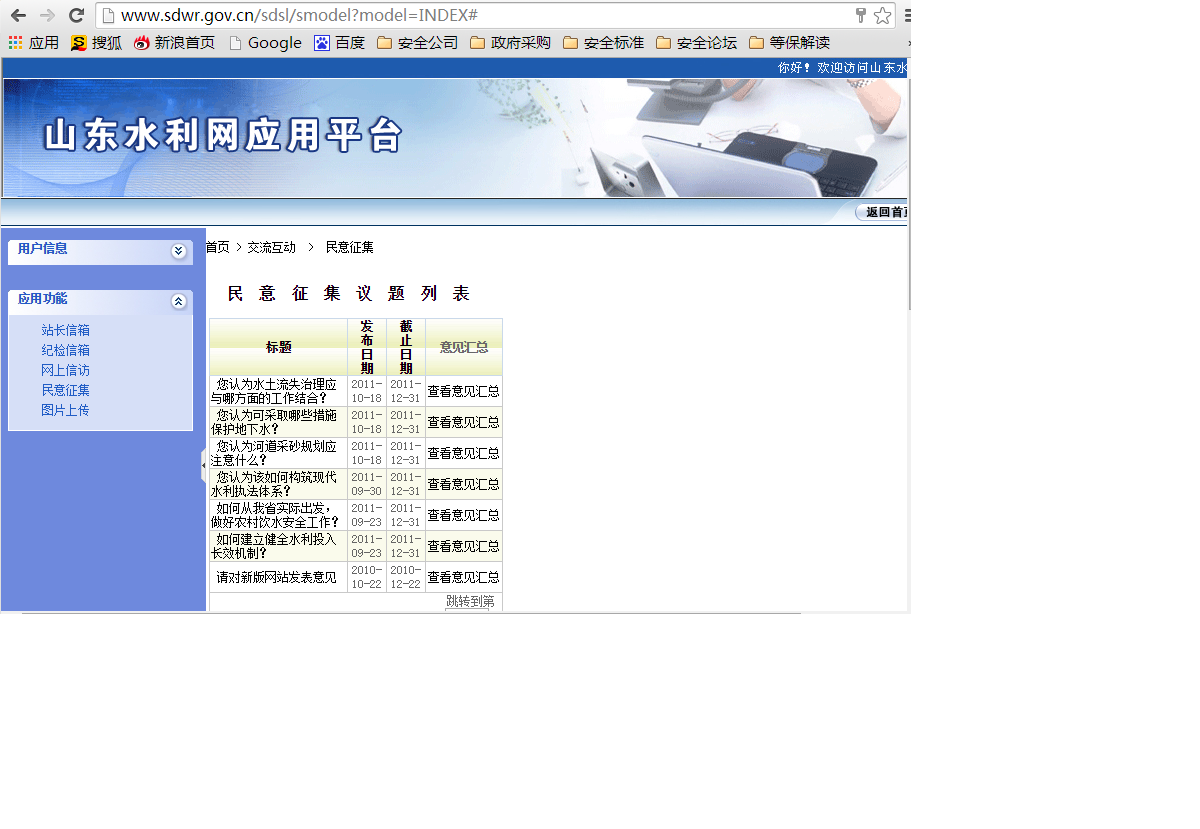 www.sdwr.gov.cn/sdsl/smodel?model=INDEX#
应用 搜狐 新浪首页 Google 百度 安全公司 政府采购 安全标准 安全论坛 等保解读
你好！欢迎访问山东水
山东水利网应用平台
返回首页
用户信息
应用功能
站长信箱
纪检信箱
网上信访
民意征集
图片上传
首页 > 交流互动 > 民意征集
民意征集议题列表
标题 发布日期 截止日期 意见汇总
您认为水土流失治理应
与哪方面的工作结合？
2011-
10-18
2011-
12-31
查看意见汇总
您认为可采取哪些措施
保护地下水？
2011-
10-18
2011-
12-31
查看意见汇总
您认为河道采砂规划应
注意什么？
2011-
10-18
2011-
12-31
查看意见汇总
您认为该如何构筑现代
水利执法体系？
2011-
09-30
2011-
12-31
查看意见汇总
如何从我省实际出发，
做好农村饮水安全工作？
2011-
09-23
2011-
12-31
查看意见汇总
如何建立健全水利投入
长效机制？
2011-
09-23
2011-
12-31
查看意见汇总
请对新版网站发表意见
2010-
10-22
2010-
12-22
查看意见汇总
跳转到第